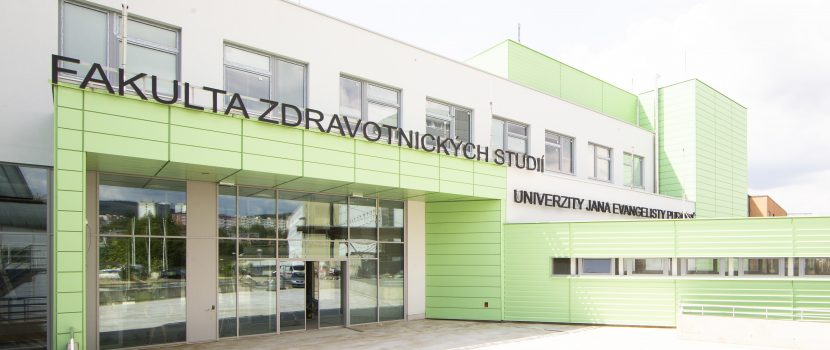 FAKULTA ZDRAVOTNICKÝCH STUDIÍ
UNIVERZITY JANA EVANGELISTY